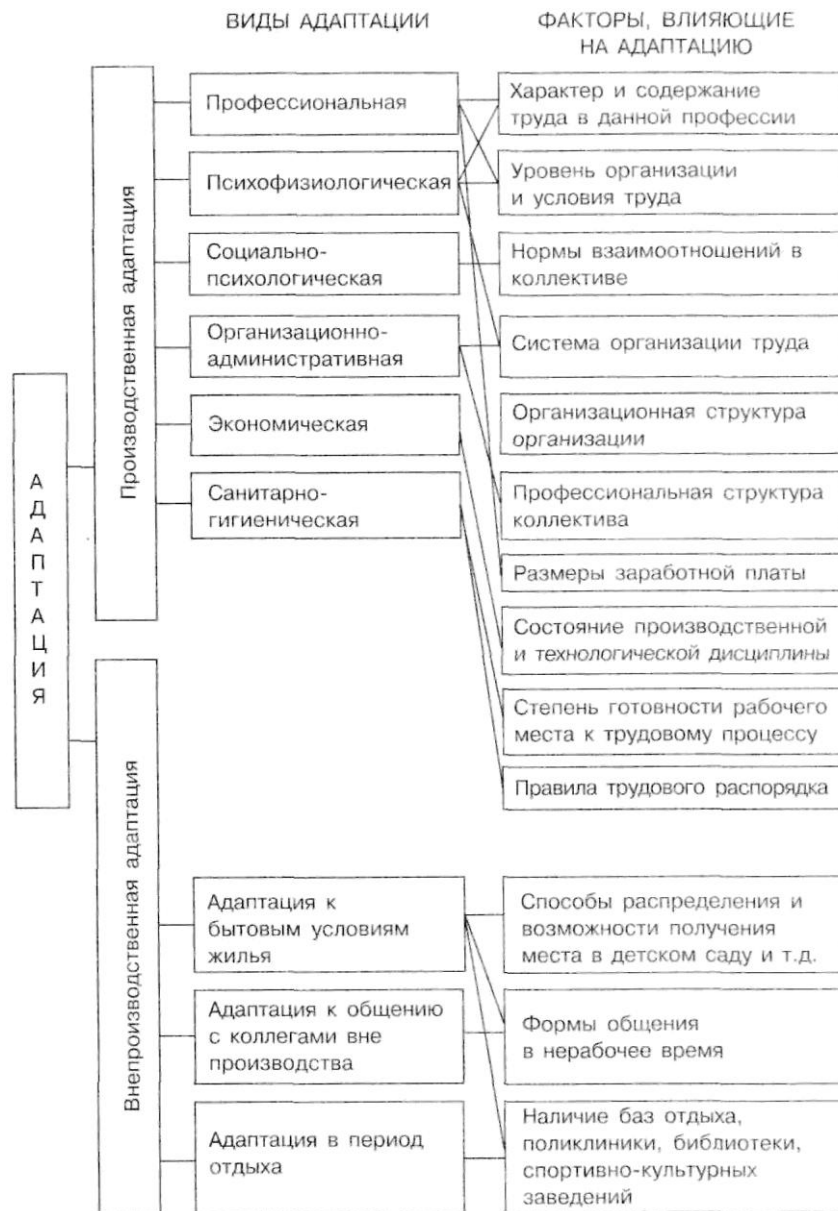 ВИДЫ АДАПТАЦИИ
ФАКТОРЫ, ВЛИЯЮЩИЕ
НА АДАПТАЦИЮ
АДАПТАЦИЯ
Производственная адаптация
Профессиональная
Психофизиологическая
Социально-
психологическая
Организационно-
административная
Экономическая
Санитарно-
гигиеническая
Характер и содержание
труда в данной профессии
Уровень организации
и условия труда
Нормы взаимоотношений в
коллективе
Система организации труда
Организационная структура
организации
Профессиональная структура
коллектива
Размеры заработной платы
Состояние производственной
и технологической дисциплины
Степень готовности рабочего
места к трудовому процессу
Правила трудового распорядка
Внепроизводственная адаптация
Адаптация к
бытовым условиям
жилья
Адаптация к общению
с коллегами вне
производства
Адаптация в период
отдыха
Способы распределения и
возможности получения
места в детском саду и т.д.
Формы общения
в нерабочее время
Наличие баз отдыха,
поликлиники, библиотеки,
спортивно-культурных
заведений